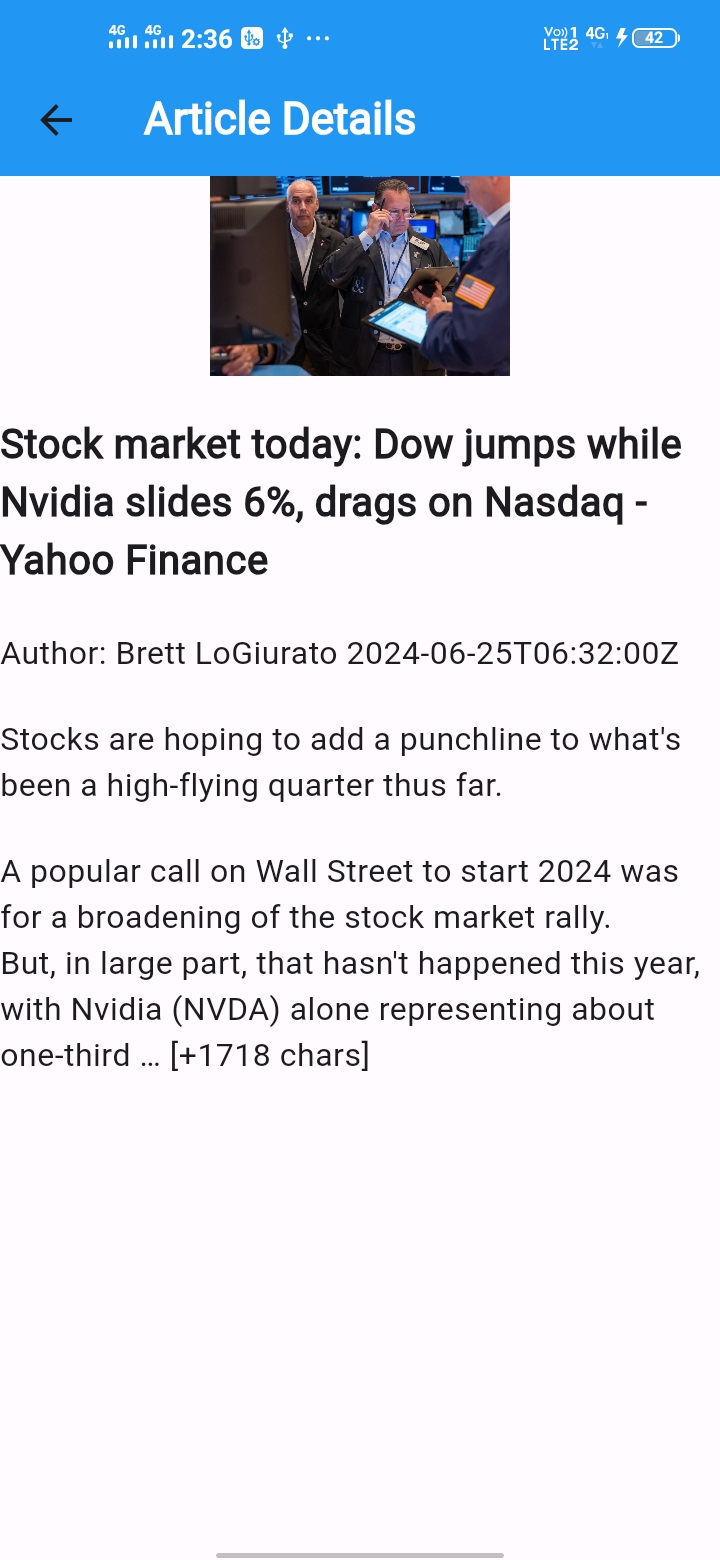 4G 4G 2:36 Vo)) 1 LTE2 4G 42
Article Details
Stock market today: Dow jumps while
Nvidia slides 6%, drags on Nasdaq -
Yahoo Finance
Author: Brett LoGiurato 2024-06-25T06:32:00Z
Stocks are hoping to add a punchline to what's
been a high-flying quarter thus far.
A popular call on Wall Street to start 2024 was
for a broadening of the stock market rally.
But, in large part, that hasn't happened this year,
with Nvidia (NVDA) alone representing about
one-third … [+1718 chars]